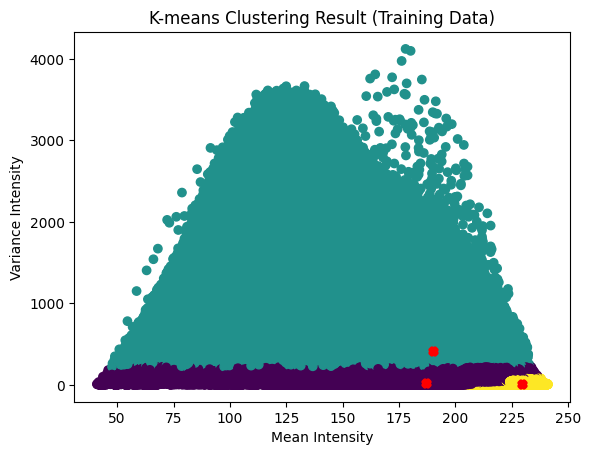 K-means Clustering Result (Training Data)
4000
3000
2000
1000
0
Variance Intensity
50 75 100 125 150 175 200 225 250
Mean Intensity